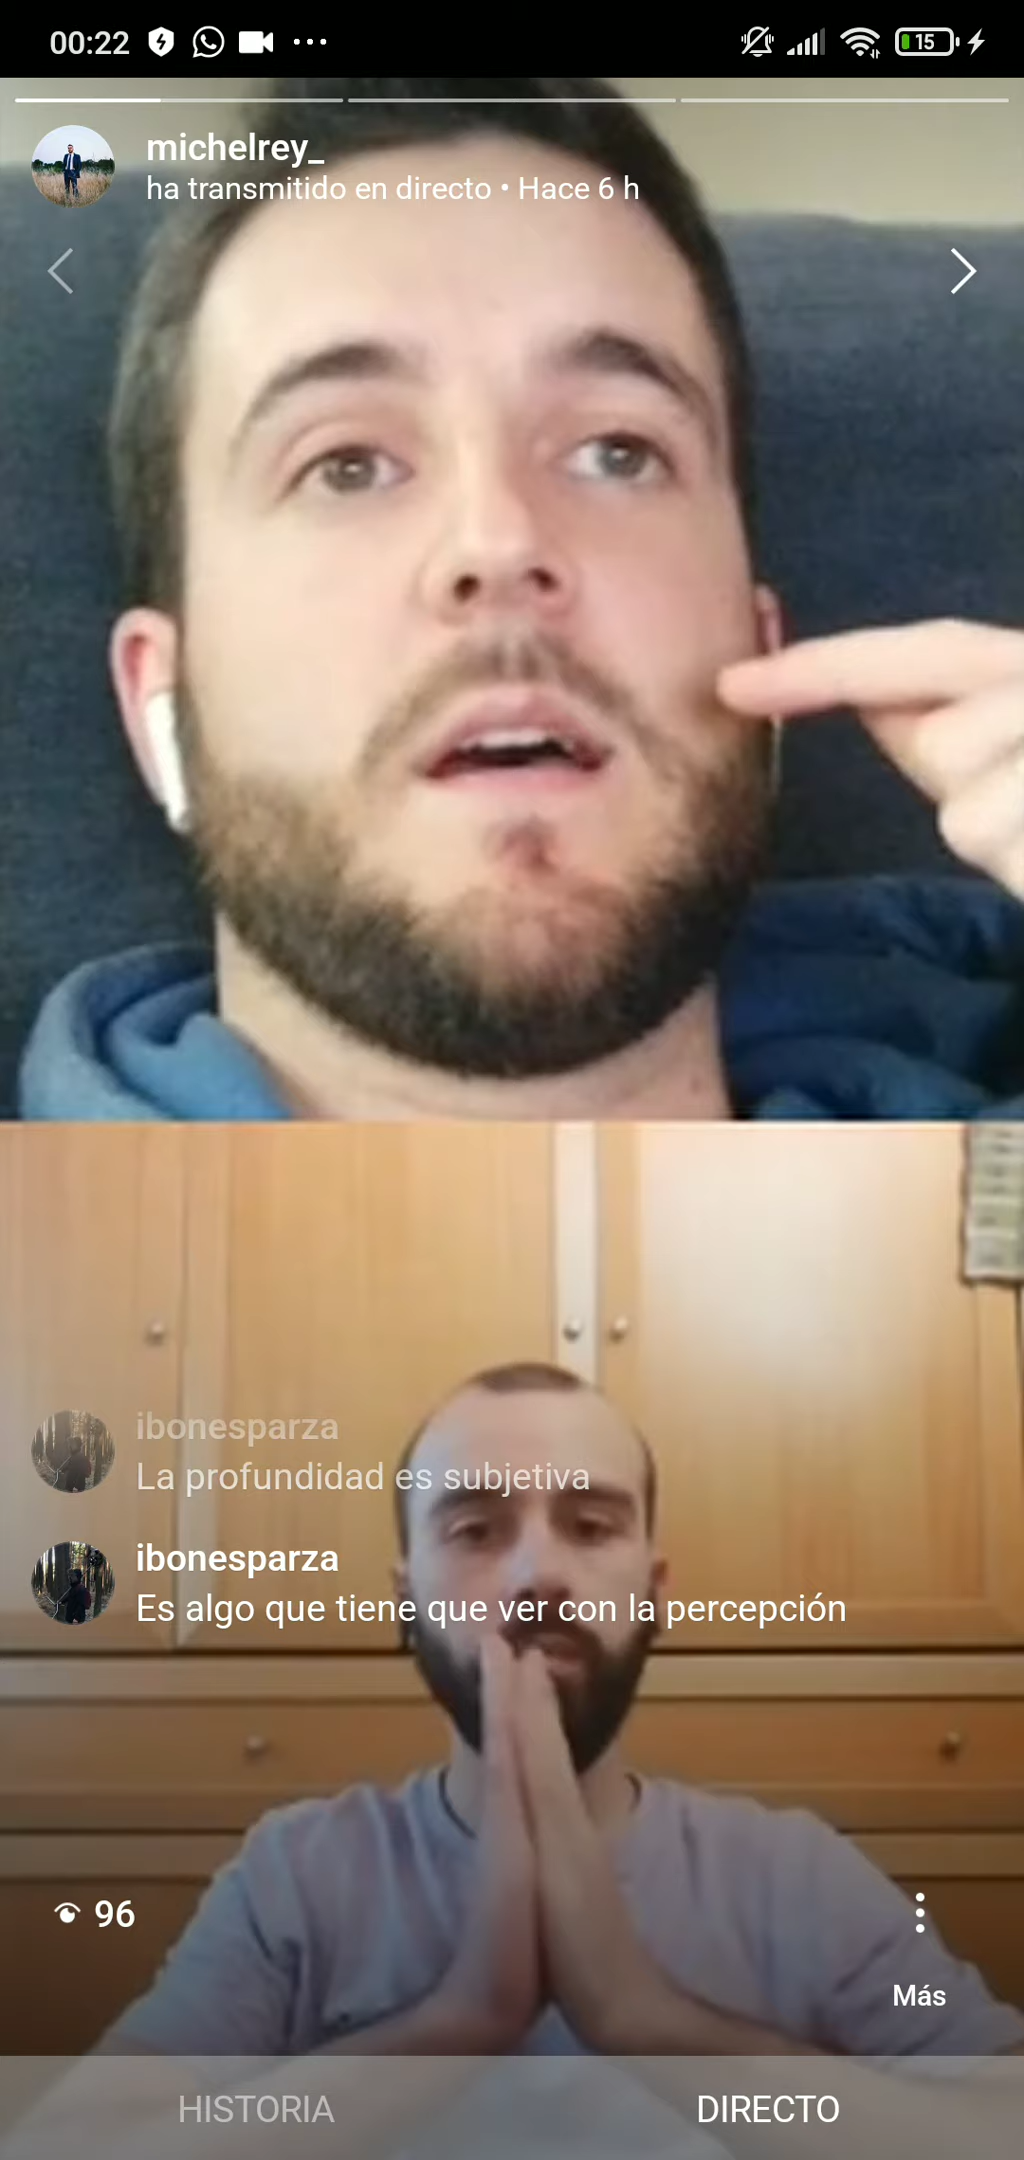 00:22
15
michelrey_
ha transmitido en directo • Hace 6 h
ibonesparza
La profundidad es subjetiva
ibonesparza
Es algo que tiene que ver con la percepción
96
Más
HISTORIA
DIRECTO